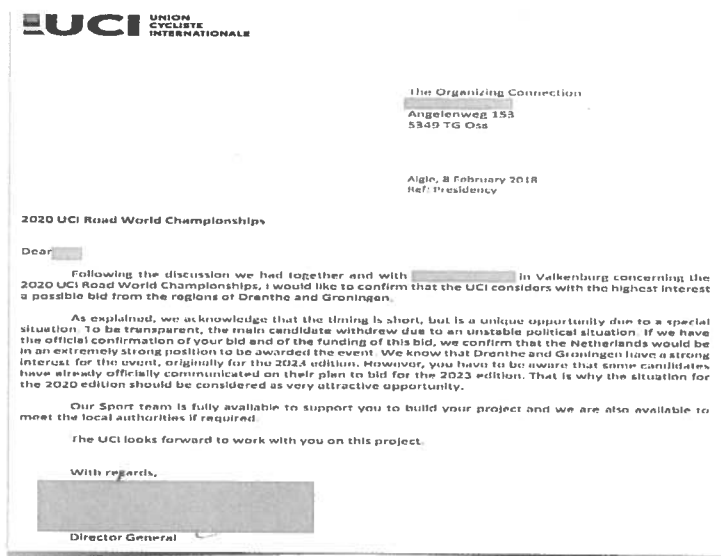 UCI UNION
CYCLISTE
INTERNATIONALE
The Organizing Connection
Angelenweg 153
5349 TG Oss
Aigle, 8 February 2018
Ref: Presidency
2020 UCI Road World Championships
Dear
Following the discussion we had together and with in Valkenburg concerning the
2020 UCI Road World Championships, I would like to confirm that the UCI considers with the highest interest
a possible bid from the regions of Drenthe and Groningen.
As explained, we acknowledge that the timing is short, but is a unique opportunity due to a special
situation. To be transparent, the main candidate withdrew due to an unstable political situation. If we have
the official confirmation of your bid and of the funding of this bid, we confirm that the Netherlands would be
in an extremely strong position to be awarded the event. We know that Drenthe and Groningen have a strong
interest for the event, originally for the 2023 edition. However, you have to be aware that some candidates
have already officially communicated on their plan to bid for the 2023 edition. That is why the situation for
the 2020 edition should be considered as very attractive opportunity.
Our Sport team is fully available to support you to build your project and we are also available to
meet the local authorities if required.
The UCI looks forward to work with you on this project.
With regards,
Director General